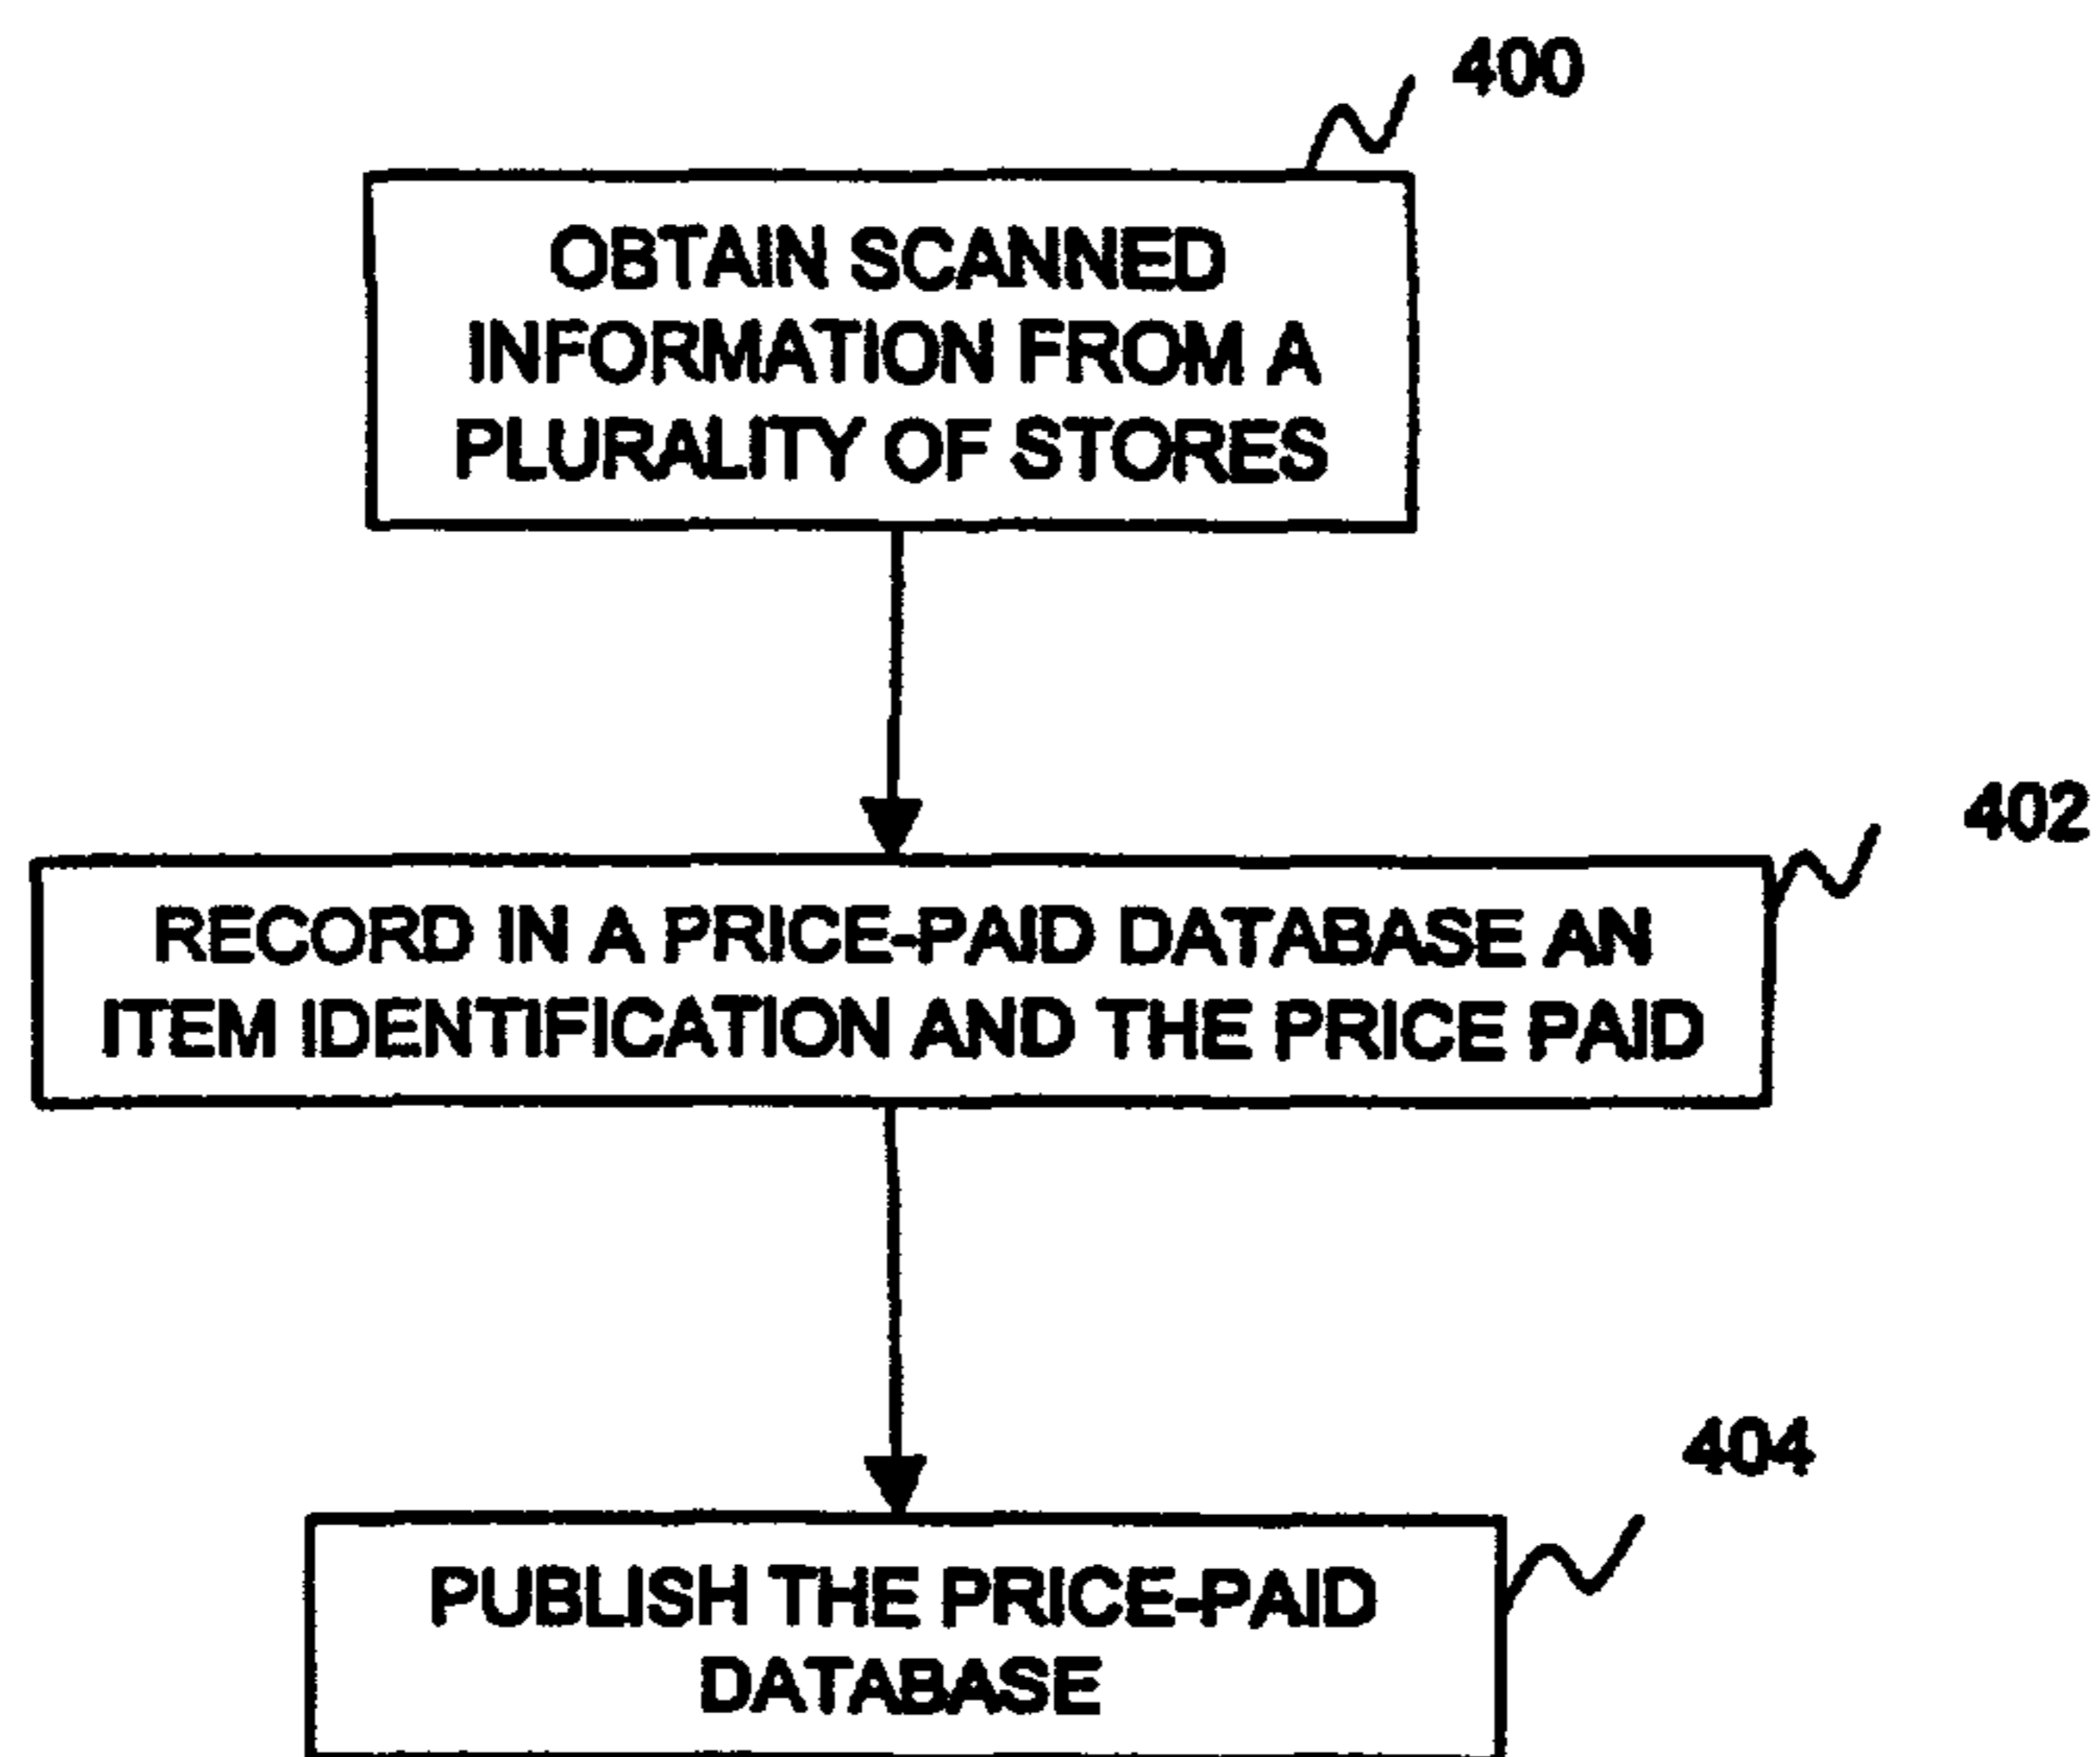 400
OBTAIN SCANNED
INFORMATION FROM A
PLURALITY OF STORES
402
RECORD IN A PRICE-PAID DATABASE AN
ITEM IDENTIFICATION AND THE PRICE PAID
404
PUBLISH THE PRICE-PAID
DATABASE